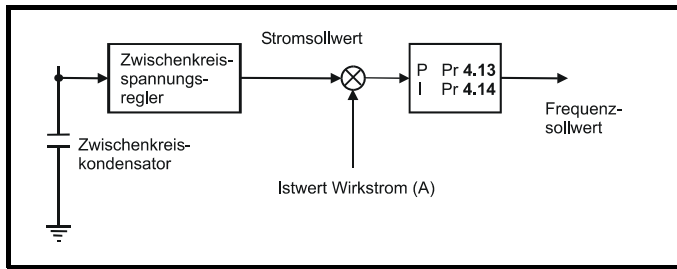 Stromsollwert
Zwischenkreis-
spannungs-
regler
P Pr 4.13
I Pr 4.14
Frequenz-
sollwert
Zwischenkreis-
kondensator
Istwert Wirkstrom (A)